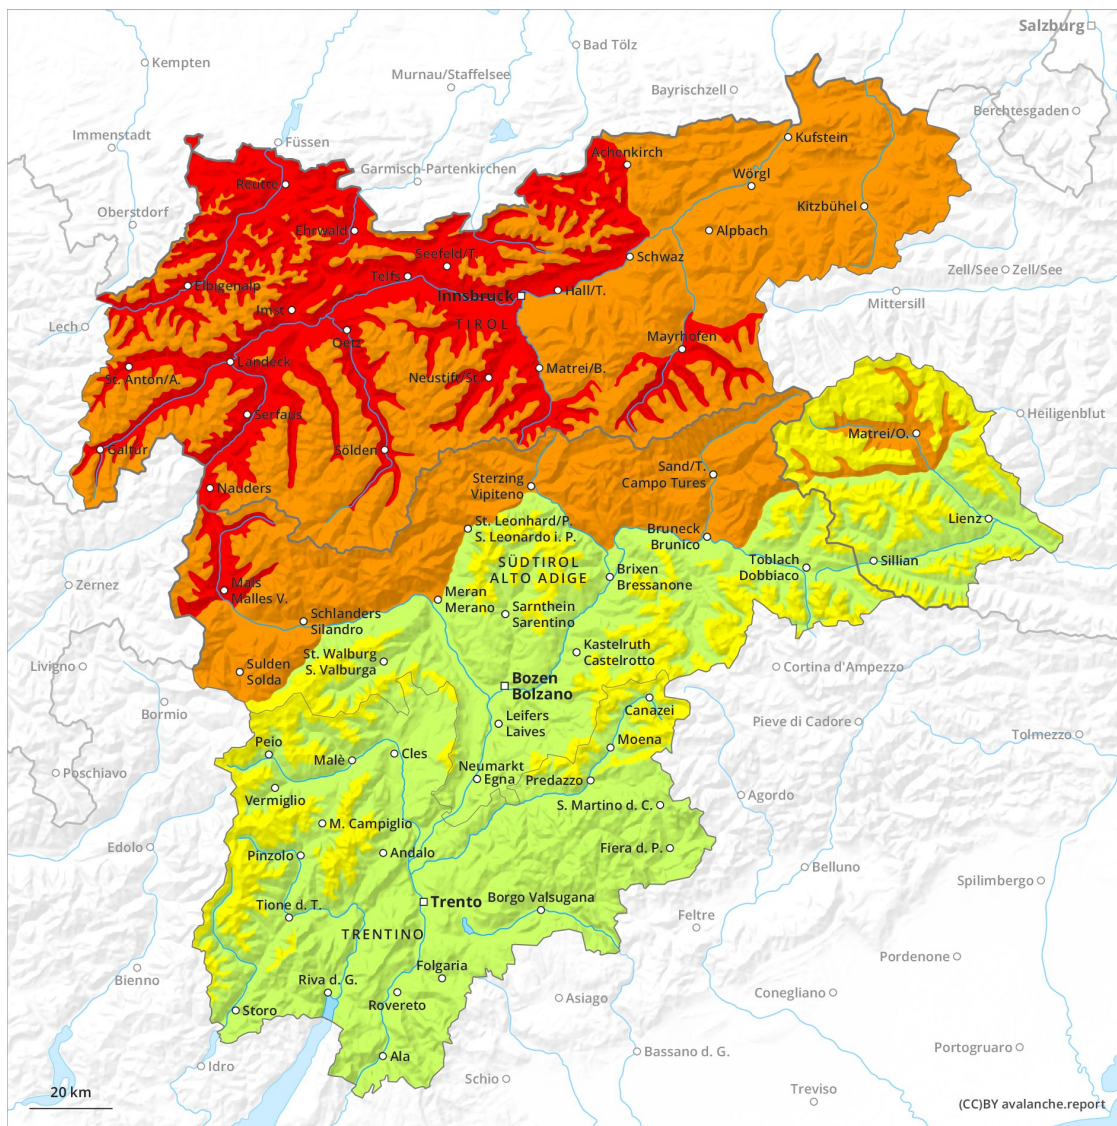 Salzburg
Bad Tölz
Kempten
Murnau/Staffelsee
Bayrischzell
Berchtesgaden
Immenstadt
Füssen
Kufstein
Achenkirch
Garmisch-Partenkirchen
Wörgl
Reutte
Oberstdorf
Kitzbühel
Ehrwald
Alpbach
Seefeld/T.
Schwaz
Telfs
Zell/See
Zell/See
Elbigenalp
Hall/T.
Innsbruck
Mittersill
Imst
TIROL
Lech
Oetz
Mayrhofen
Landeck
Matrei/B.
St. Anton/A.
Neustift/St.
Serfaus
Heiligenblut
Matrei/O.
Galtür
Sölden
Sand/T.
Campo Tures
Sterzing
Vipiteno
Nauders
St. Leonhard/P.
S. Leonardo i. P.
Lienz
Bruneck
Brunico
SÜDTIROL
ALTO ADIGE
Toblach
Dobbiaco
Sillian
Zernez
Mals
Malles V.
Brixen
Bressanone
Meran
Merano
Sarnthein
Sarentino
Schlanders
Silandro
Kastelruth
Castelrotto
St. Walburg
S. Valburga
Livigno
Sulden
Solda
Cortina d'Ampezzo
Bozen
Bolzano
Bormio
Canazei
Leifers
Laives
Pieve di Cadore
Tolmezzo
Peio
Moena
Malè
Cles
Poschiavo
Neumarkt
Egna
Predazzo
Vermiglio
S. Martino d. C.
Agordo
M. Campiglio
Edolo
Pinzolo
Andalo
Fiera d. P.
Belluno
Spilimbergo
Trento
Borgo Valsugana
Tione d. T.
Feltre
TRENTINO
Pordenone
Folgaria
Bienno
Riva d. G.
Conegliano
Rovereto
Asiago
Storo
Portogruaro
Bassano d. G.
Ala
Idro
Schio
Treviso
20 km
(CC)BY avalanche.report